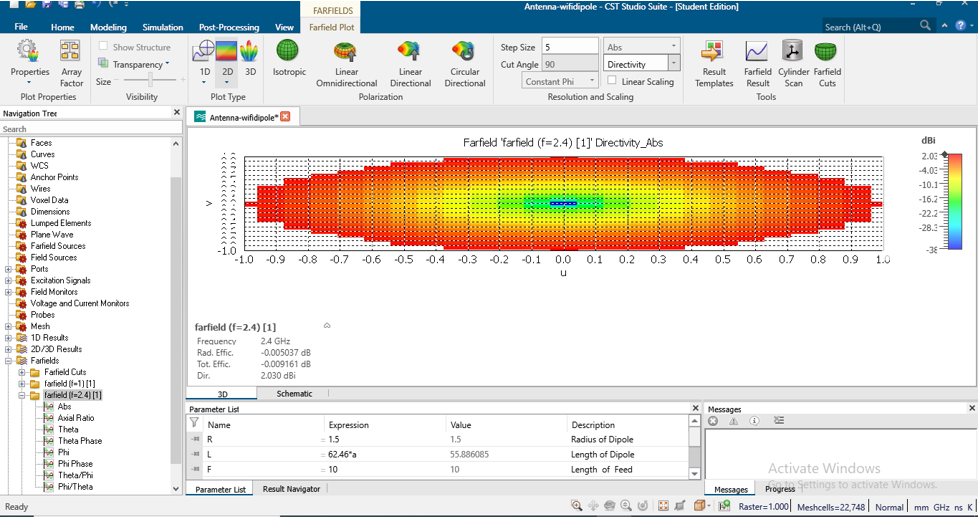 Antenna-wifidipole - CST Studio Suite - [Student Edition]
FARFIELDS
File Home Modeling Simulation Post-Processing View Farfield Plot
Search (Alt+Q)
Properties
Array Factor
Plot Properties
Show Structure
Transparency
Size
Visibility
1D 2D 3D
Plot Type
Isotropic
Linear Omnidirectional
Linear Directional
Circular Directional
Polarization
Step Size 5
Cut Angle 90
Constant Phi
Abs
Directivity
Linear Scaling
Resolution and Scaling
Result Templates
Farfield Result
Cylinder Scan
Farfield Cuts
Tools
Navigation Tree
Search
Faces
Curves
WCS
Anchor Points
Wires
Voxel Data
Dimensions
Lumped Elements
Plane Wave
Farfield Sources
Field Sources
Ports
Excitation Signals
Field Monitors
Voltage and Current Monitors
Probes
Mesh
1D Results
2D/3D Results
Farfields
Farfield Cuts
farfield (f=1) [1]
farfield (f=2.4) [1]
Abs
Axial Ratio
Theta
Theta Phase
Phi
Phi Phase
Theta/Phi
Phi/Theta
Antenna-wifidipole*
Farfield 'farfield (f=2.4) [1]' Directivity_Abs
dBi
2.03
-4.03
-10.1
-16.2
-22.2
-28.3
v
-1.0
-1.0 -0.9 -0.8 -0.7 -0.6 -0.5 -0.4 -0.3 -0.2 -0.1 0.0 0.1 0.2 0.3 0.4 0.5 0.6 0.7 0.8 0.9 1.0
u
farfield (f=2.4) [1]
Frequency 2.4 GHz
Rad. Effic. -0.005037 dB
Tot. Effic. -0.009161 dB
Dir. 2.030 dBi
3D Schematic
Parameter List
Name Expression Value Description
R = 1.5 1.5 Radius of Dipole
L = 62.46*a 55.886085 Length of Dipole
F = 10 10 Length of Feed
Parameter List Result Navigator
Messages
Activate Windows
Go to Settings to activate Windows.
Messages Progress
Ready
Raster=1.000 Meshcells=22,748 Normal mm GHz ns K